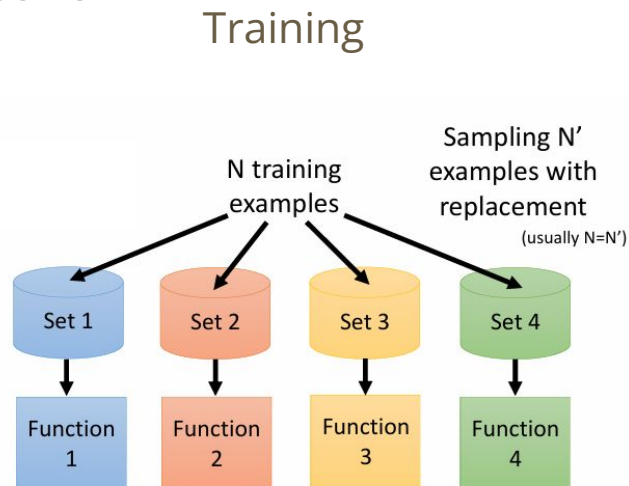 Training
N training
examples
Sampling N’
examples with
replacement
(usually N=N’)
Set 1
Set 2
Set 3
Set 4
Function
1
Function
2
Function
3
Function
4